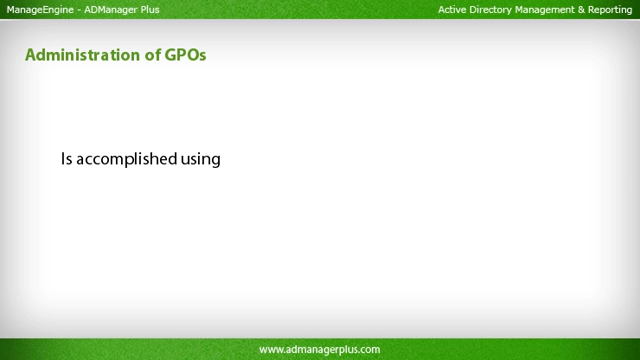 ManageEngine - ADManager Plus
Active Directory Management & Reporting
Administration of GPOs
Is accomplished using
www.admanagerplus.com